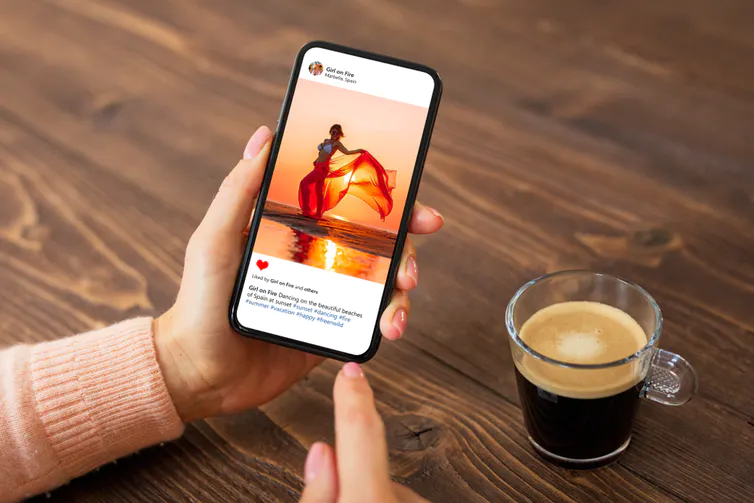 Girl on Fire
Marbella, Spain
Liked by Girl on Fire and others
Girl on Fire Dancing on the beautiful beaches
of Spain at sunset #sunset #dancing #fire
#summer #vacation #happy #freemolld